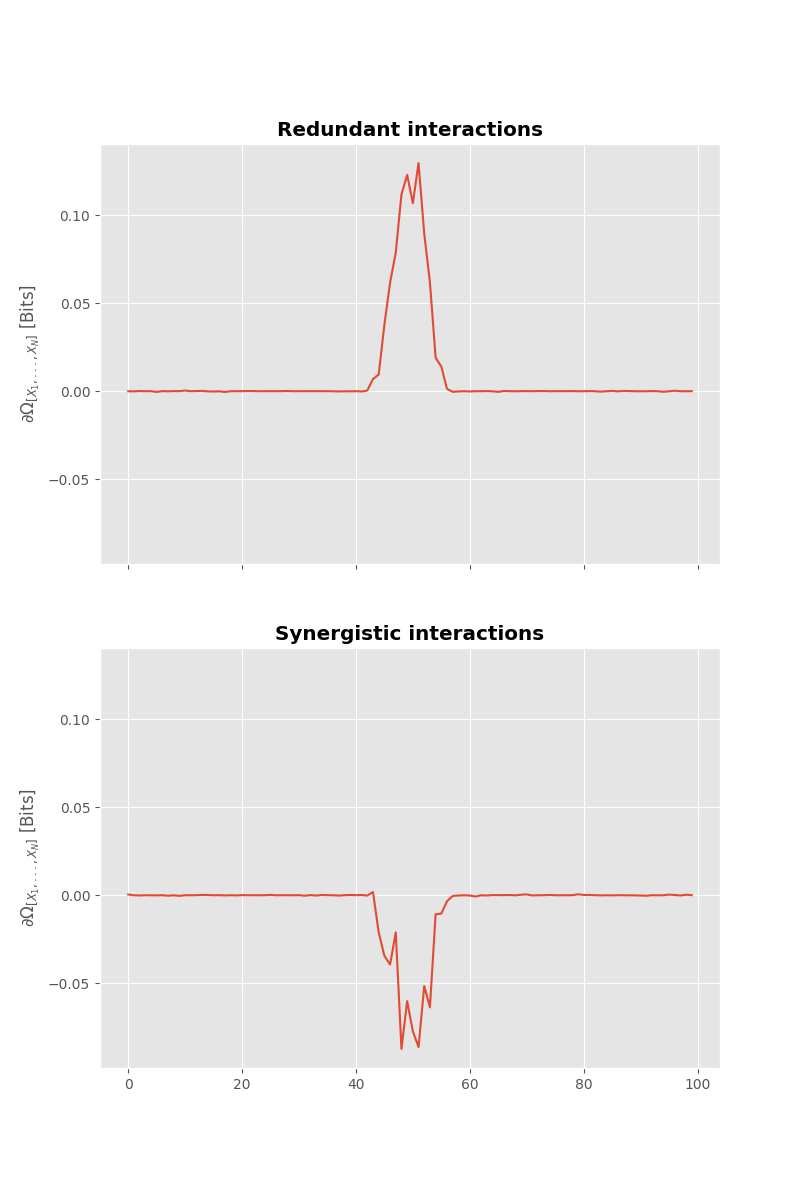 Redundant interactions
0.10
0.05
0.00
−0.05
∂Ω[X1, ..., XN] [Bits]
Synergistic interactions
0.10
0.05
0.00
−0.05
∂Ω[X1, ..., XN] [Bits]
0 20 40 60 80 100